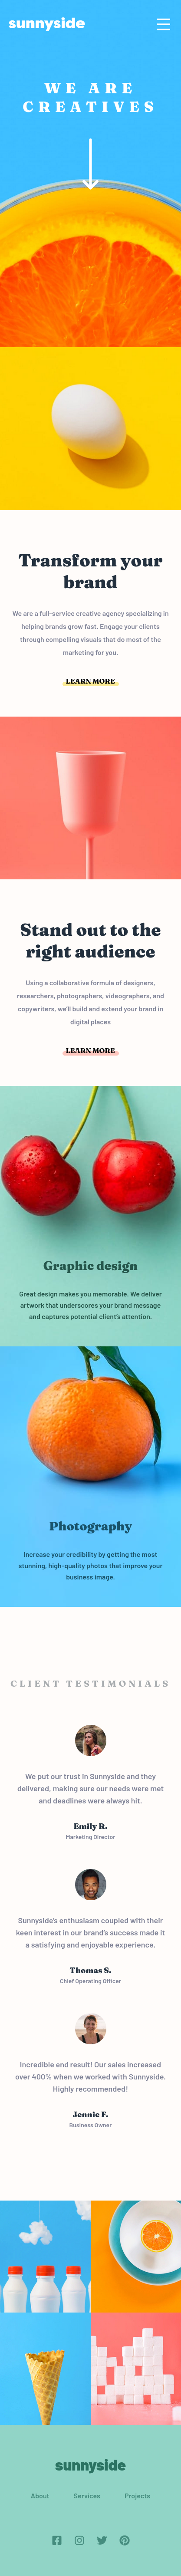 sunnyside
WE ARE
CREATIVES
Transform your
brand
We are a full-service creative agency specializing in
helping brands grow fast. Engage your clients
through compelling visuals that do most of the
marketing for you.
LEARN MORE
Stand out to the
right audience
Using a collaborative formula of designers,
researchers, photographers, videographers, and
copywriters, we'll build and extend your brand in
digital places
LEARN MORE
Graphic design
Great design makes you memorable. We deliver
artwork that underscores your brand message
and captures potential client's attention.
Photography
Increase your credibility by getting the most
stunning, high-quality photos that improve your
business image.
CLIENT TESTIMONIALS
We put our trust in Sunnyside and they
delivered, making sure our needs were met
and deadlines were always hit.
Emily R.
Marketing Director
Sunnyside's enthusiasm coupled with their
keen interest in our brand's success made it
a satisfying and enjoyable experience.
Thomas S.
Chief Operating Officer
Incredible end result! Our sales increased
over 400% when we worked with Sunnyside.
Highly recommended!
Jennie F.
Business Owner
sunnyside
About Services Projects